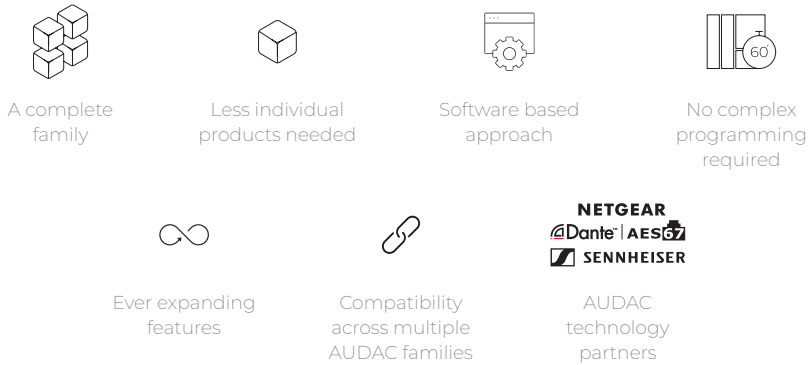 60'
A complete
family
Less individual
products needed
Software based
approach
No complex
programming
required
NETGEAR
Dante™ | AES67
SENNHEISER
Ever expanding
features
Compatibility
across multiple
AUDAC families
AUDAC
technology
partners